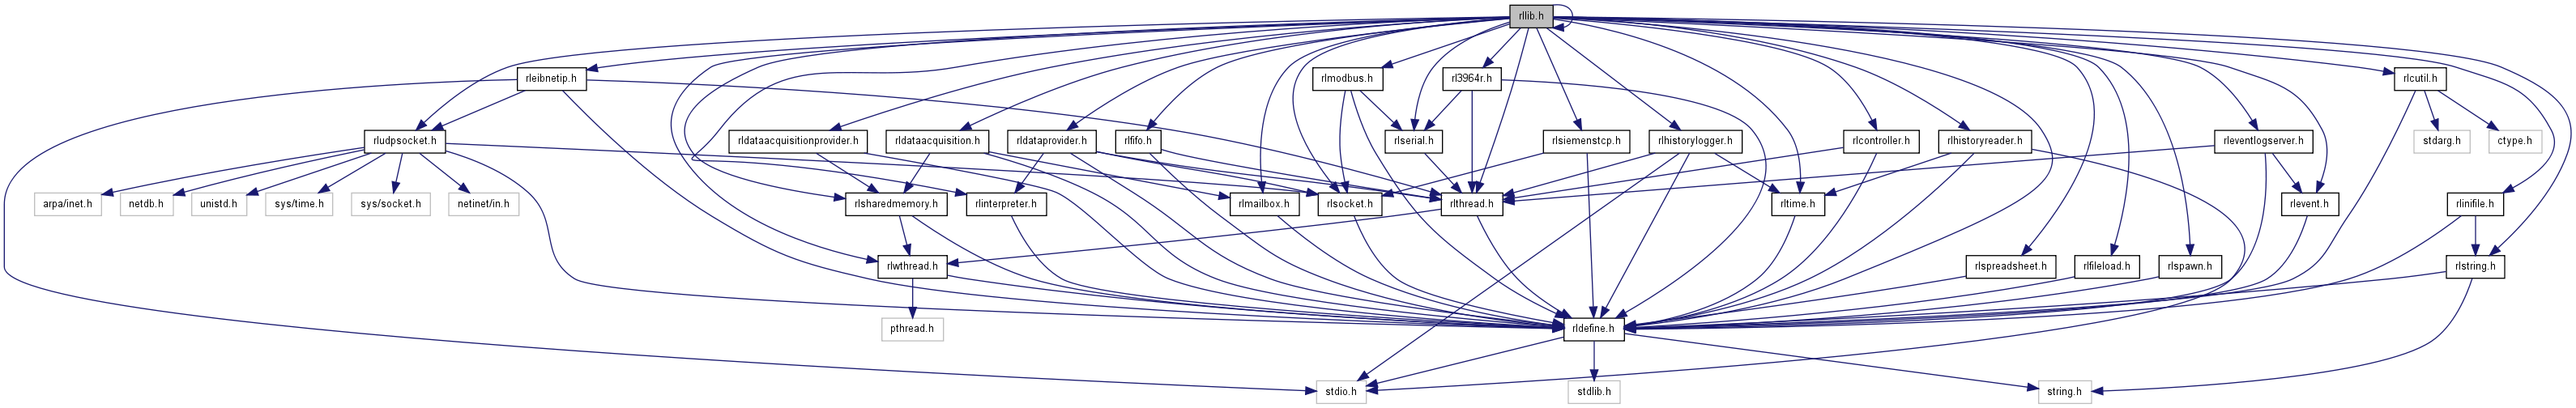 rllib.h
rleibnetip.h
rlmodbus.h
rl3964r.h
rlcutil.h
rludpsocket.h
rldataacquisitionprovider.h
rldataacquisition.h
rldataprovider.h
rlfifo.h
rlserial.h
rlsiemenstcp.h
rlhistorylogger.h
rlcontroller.h
rlhistoryreader.h
rleventlogserver.h
stdarg.h
ctype.h
arpa/inet.h
netdb.h
unistd.h
sys/time.h
sys/socket.h
netinet/in.h
rlsharedmemory.h
rlinterpreter.h
rlmailbox.h
rlsocket.h
rlthread.h
rltime.h
rlevent.h
rlinifile.h
rlwthread.h
rlspreadsheet.h
rlfileload.h
rlspawn.h
rlstring.h
pthread.h
rldefine.h
stdio.h
stdlib.h
string.h